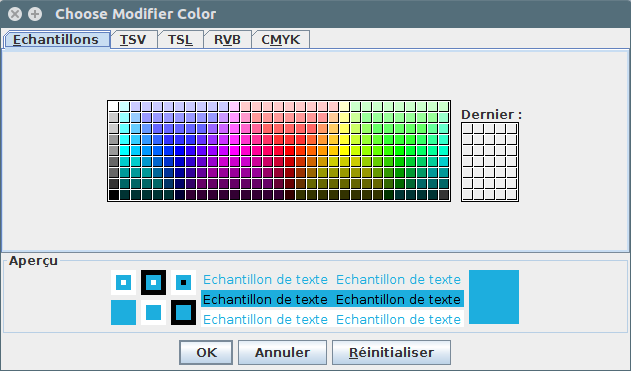 Choose Modifier Color
Echantillons TSV TSL RVB CMYK
Dernier :
Aperçu
Echantillon de texte Echantillon de texte
Echantillon de texte Echantillon de texte
Echantillon de texte Echantillon de texte
OK Annuler Réinitialiser